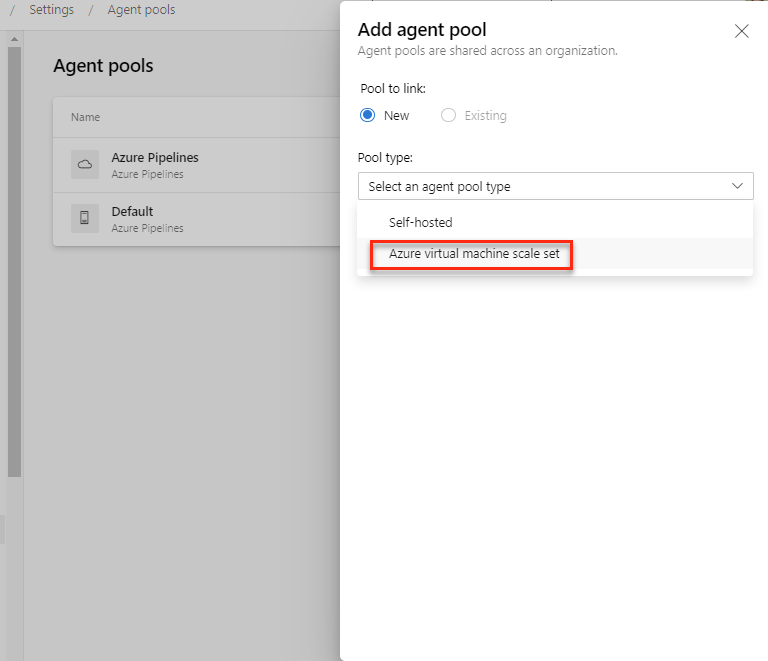 / Settings / Agent pools
Agent pools
Name
Azure Pipelines
Azure Pipelines
Default
Azure Pipelines
Add agent pool
Agent pools are shared across an organization.
Pool to link:
New Existing
Pool type:
Select an agent pool type
Self-hosted
Azure virtual machine scale set